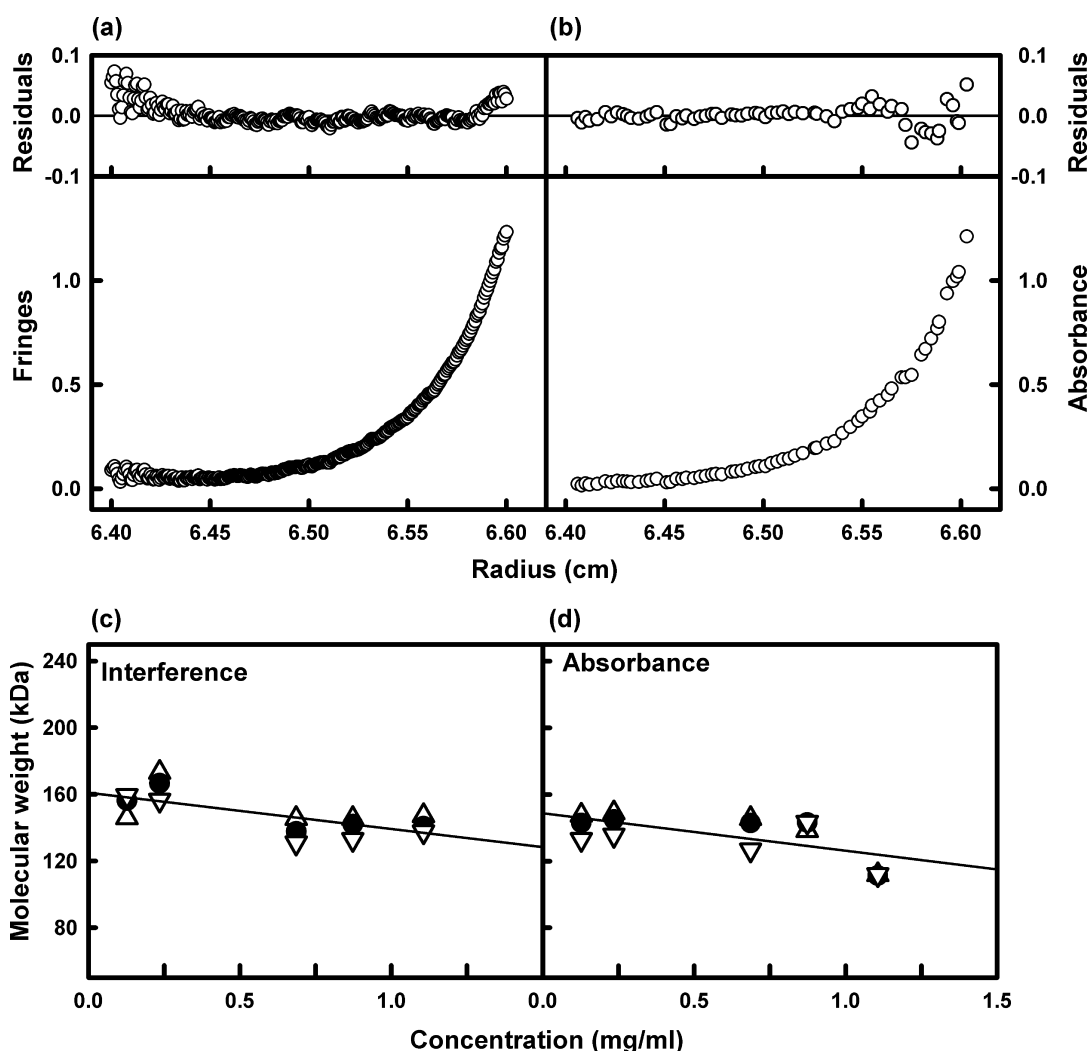 (a) (b)
Residuals 0.1 0.1 Residuals
0.0 0.0
-0.1 -0.1
Fringes 1.0 1.0 Absorbance
0.5 0.5
0.0 0.0
6.40 6.45 6.50 6.55 6.60 6.40 6.45 6.50 6.55 6.60
Radius (cm)
(c) (d)
Molecular weight (kDa) 240 Interference Absorbance
200
160
120
80
0.0 0.5 1.0 0.0 0.5 1.0 1.5
Concentration (mg/ml)